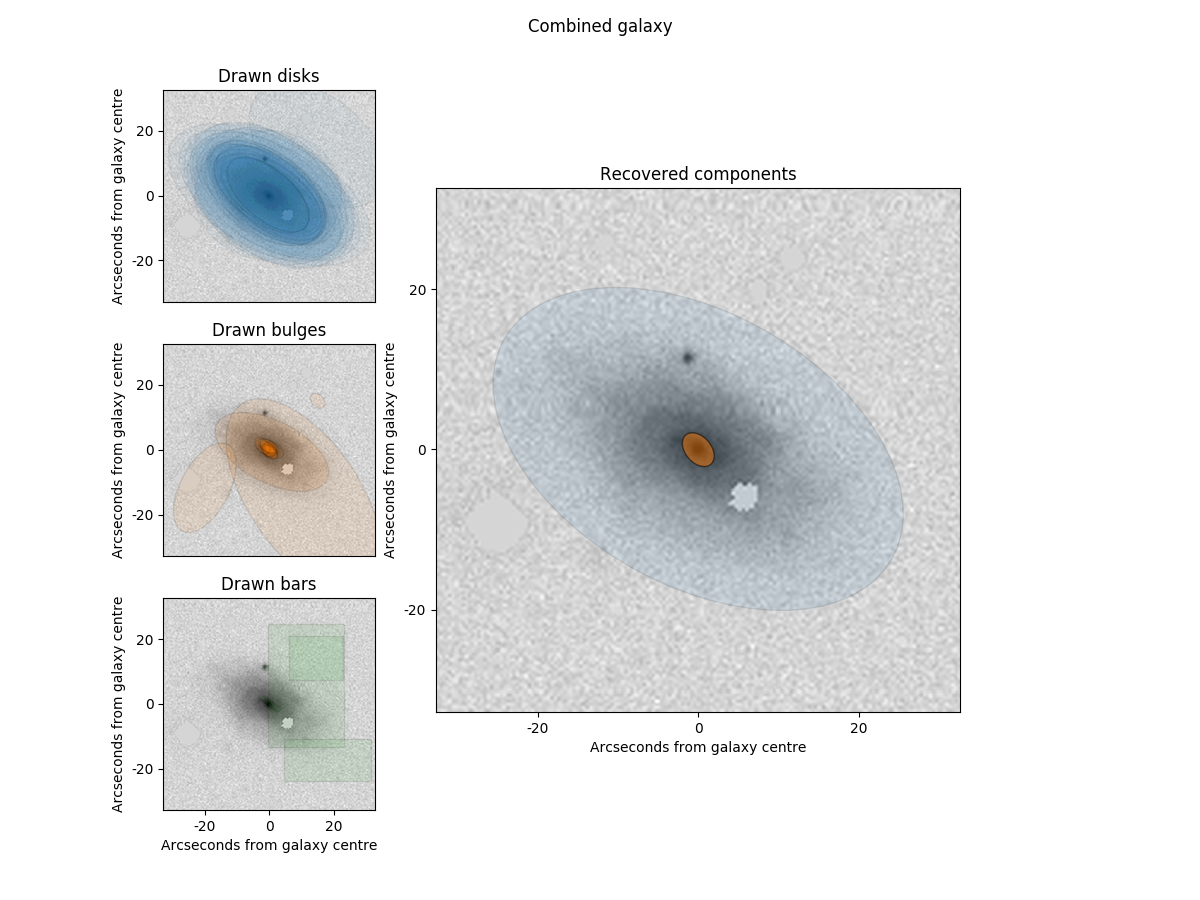 Combined galaxy
Drawn disks
Arcseconds from galaxy centre
20
0
-20
Drawn bulges
Arcseconds from galaxy centre
20
0
-20
Drawn bars
Arcseconds from galaxy centre
20
0
-20
-20 0 20
Arcseconds from galaxy centre
Recovered components
Arcseconds from galaxy centre
20
0
-20
-20 0 20
Arcseconds from galaxy centre